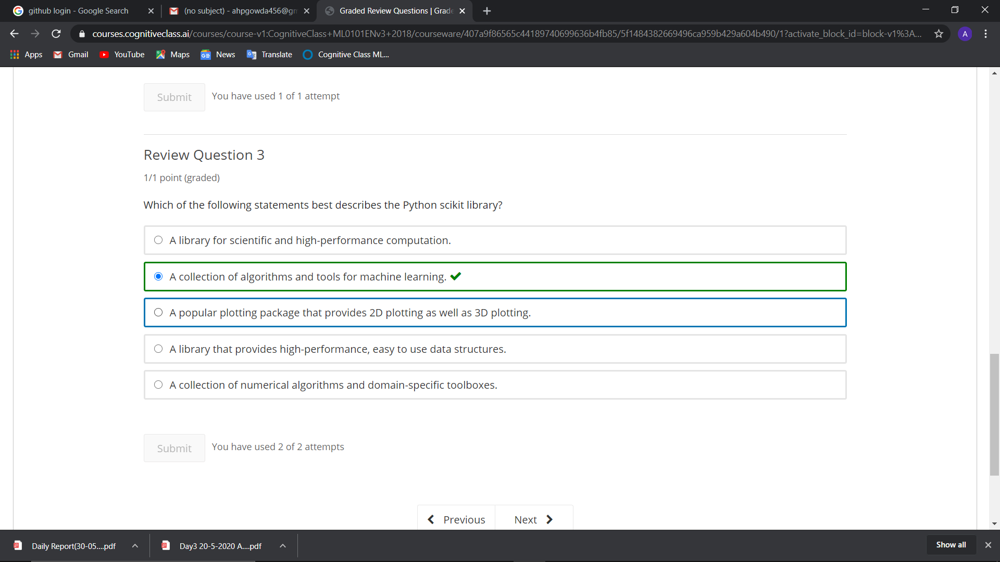 github login - Google Search
(no subject) - ahpgowda456@gm
Graded Review Questions | Grade
courses.cognitiveclass.ai/courses/course-v1:CognitiveClass+ML0101ENv3+2018/courseware/407a9f86565c44189740699636b4fb85/5f1484382669496ca959b429a604b490/1?activate_block_id=block-v1%3A...
A
Apps
Gmail
YouTube
Maps
News
Translate
Cognitive Class ML...
Submit
You have used 1 of 1 attempt
Review Question 3
1/1 point (graded)
Which of the following statements best describes the Python scikit library?
A library for scientific and high-performance computation.
A collection of algorithms and tools for machine learning.
A popular plotting package that provides 2D plotting as well as 3D plotting.
A library that provides high-performance, easy to use data structures.
A collection of numerical algorithms and domain-specific toolboxes.
Submit
You have used 2 of 2 attempts
Previous
Next
Daily Report(30-05....pdf
Day3 20-5-2020 A....pdf
Show all